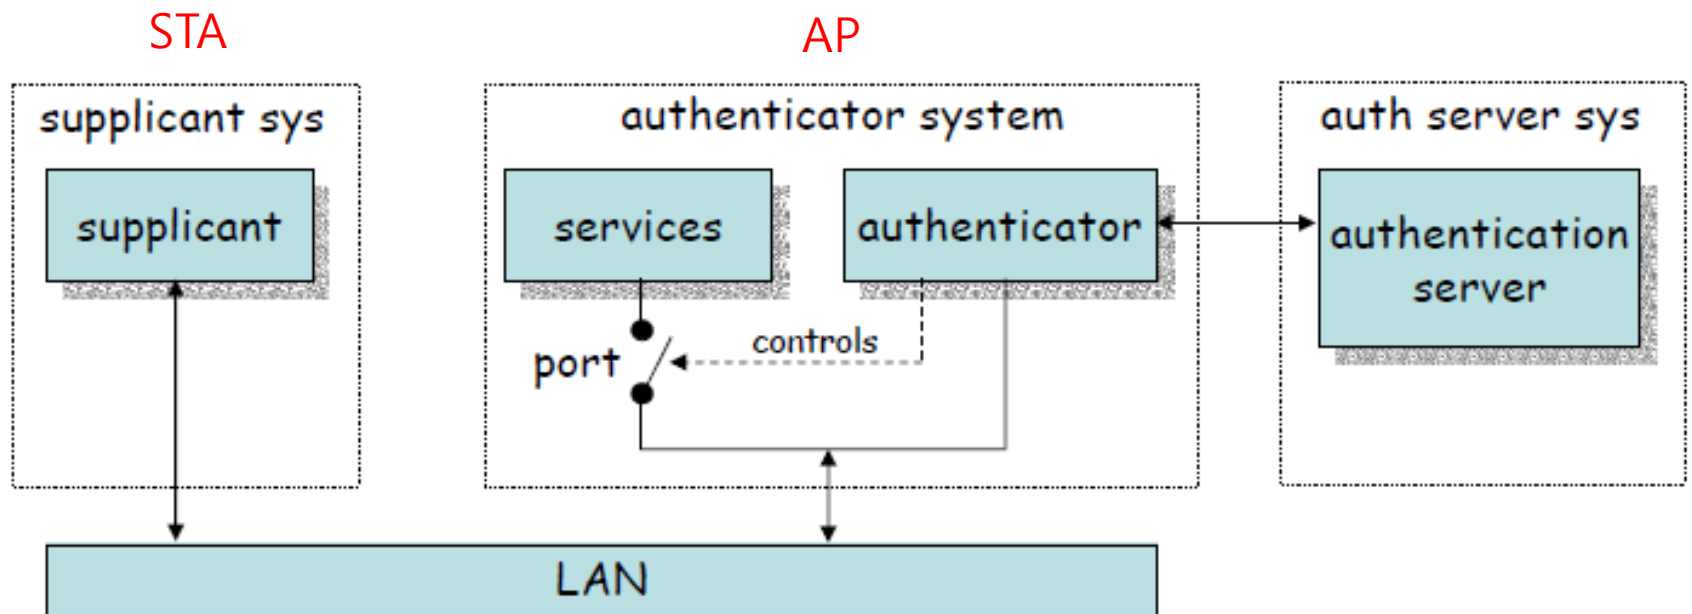 STA
AP
supplicant sys
authenticator system
auth server sys
supplicant
services
authenticator
authentication
server
port
controls
LAN